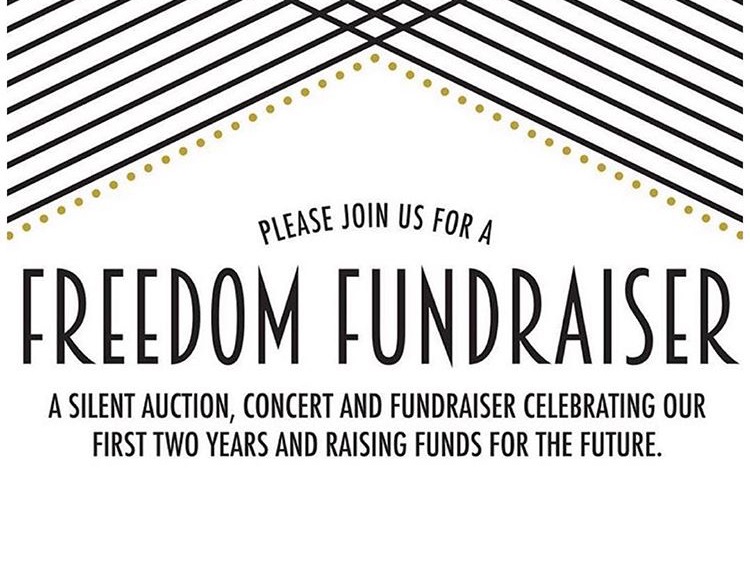 PLEASE JOIN US FOR A
FREEDOM FUNDRAISER
A SILENT AUCTION, CONCERT AND FUNDRAISER CELEBRATING OUR
FIRST TWO YEARS AND RAISING FUNDS FOR THE FUTURE.